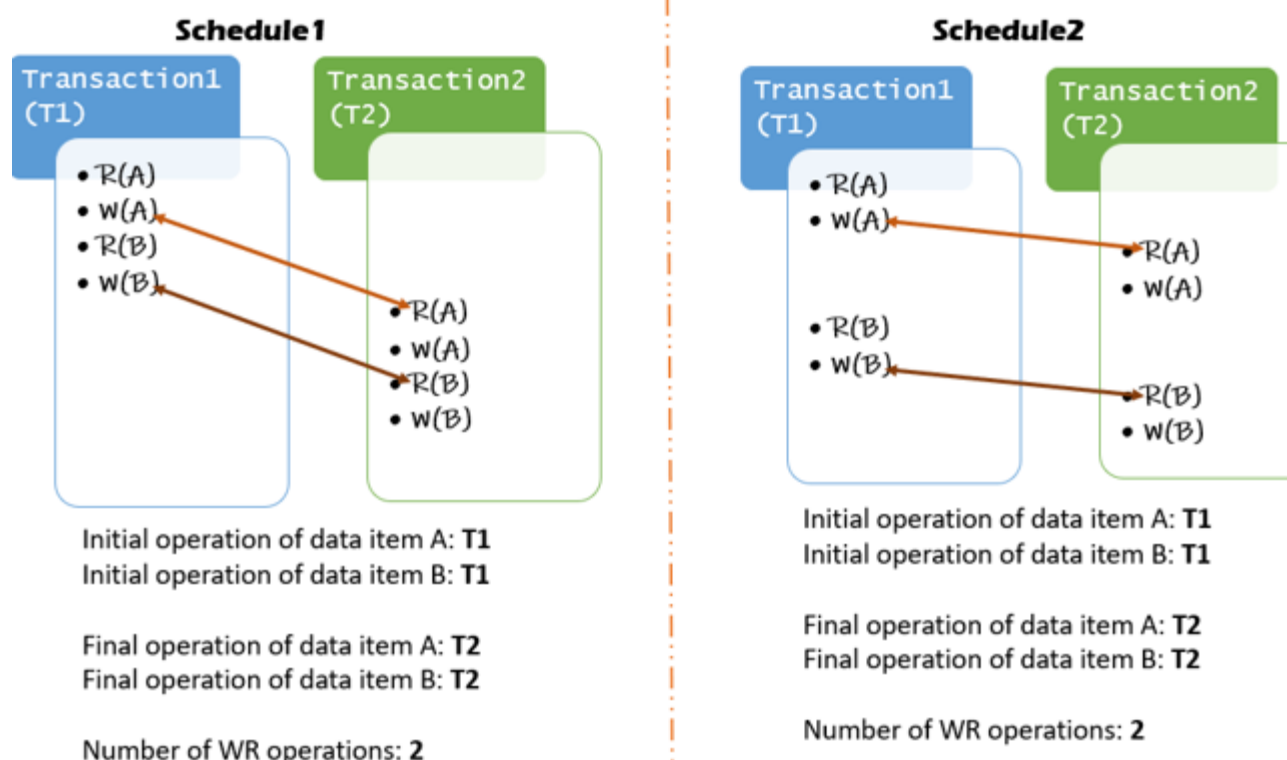 Schedule1
Transaction1
(T1)
Transaction2
(T2)
• R(A)
• W(A)
• R(B)
• W(B)
• R(A)
• W(A)
• R(B)
• W(B)
Initial operation of data item A: T1
Initial operation of data item B: T1
Final operation of data item A: T2
Final operation of data item B: T2
Number of WR operations: 2
Schedule2
Transaction1
(T1)
Transaction2
(T2)
• R(A)
• W(A)
• R(A)
• W(A)
• R(B)
• W(B)
• R(B)
• W(B)
Initial operation of data item A: T1
Initial operation of data item B: T1
Final operation of data item A: T2
Final operation of data item B: T2
Number of WR operations: 2